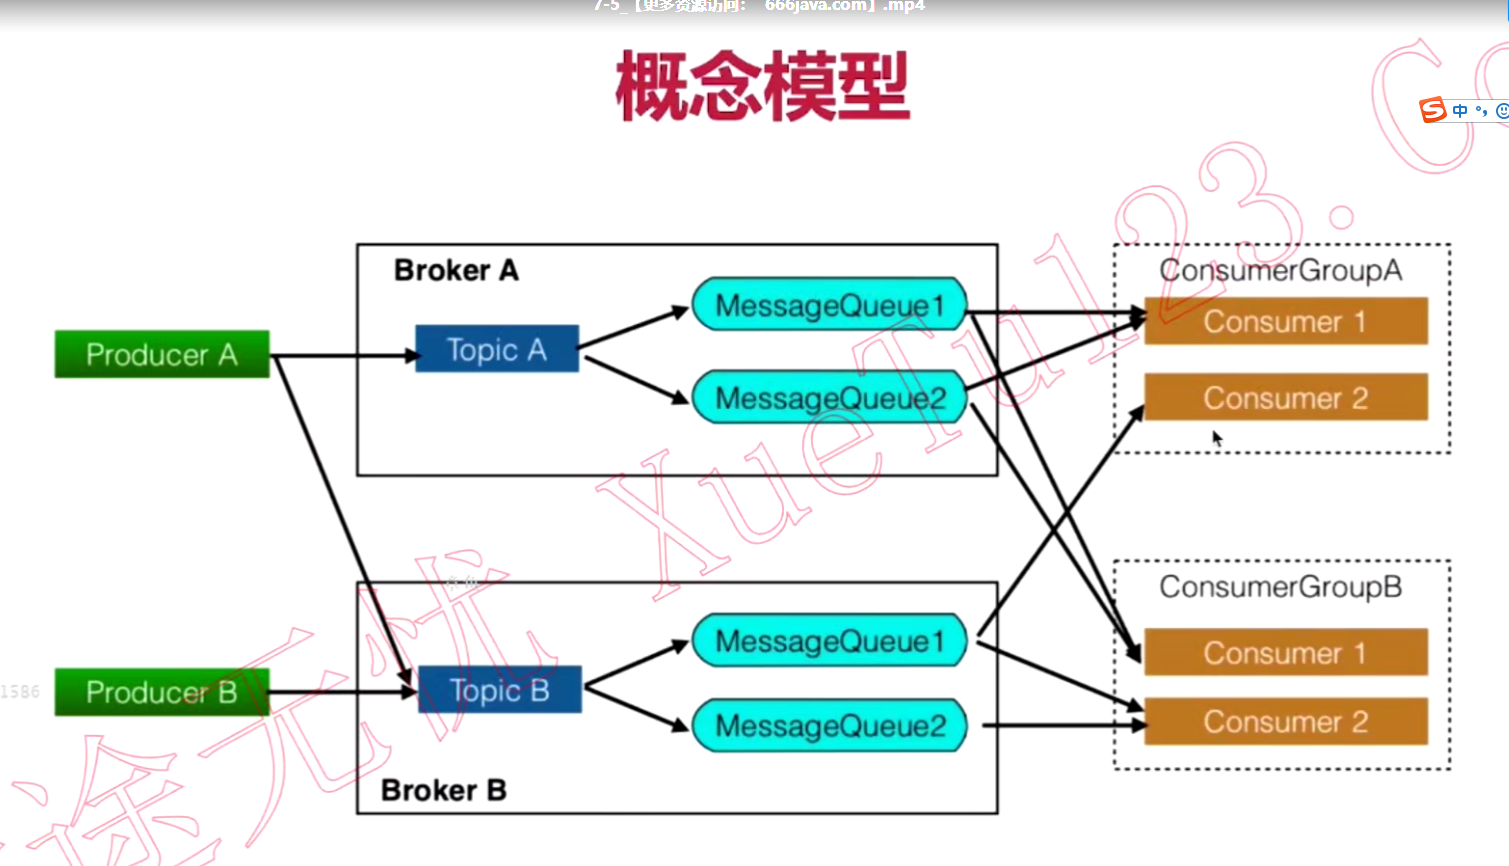 7-5_【更多资源访问： 666java.com】.mp4
概念模型
中
Broker A
Producer A
Topic A
MessageQueue1
MessageQueue2
ConsumerGroupA
Consumer 1
Consumer 2
Broker B
Producer B
Topic B
MessageQueue1
MessageQueue2
ConsumerGroupB
Consumer 1
Consumer 2
1586
途无忧 XueTu123.Co